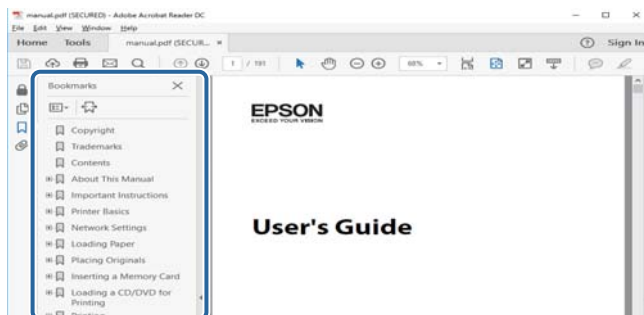 manual.pdf (SECURED) - Adobe Acrobat Reader DC
File Edit View Window Help
Home Tools manual.pdf (SECUR... ×
Sign In
1 / 191
68%
Bookmarks
Copyright
Trademarks
Contents
About This Manual
Important Instructions
Printer Basics
Network Settings
Loading Paper
Placing Originals
Inserting a Memory Card
Loading a CD/DVD for
Printing
Printing
EPSON
EXCEED YOUR VISION
User's Guide